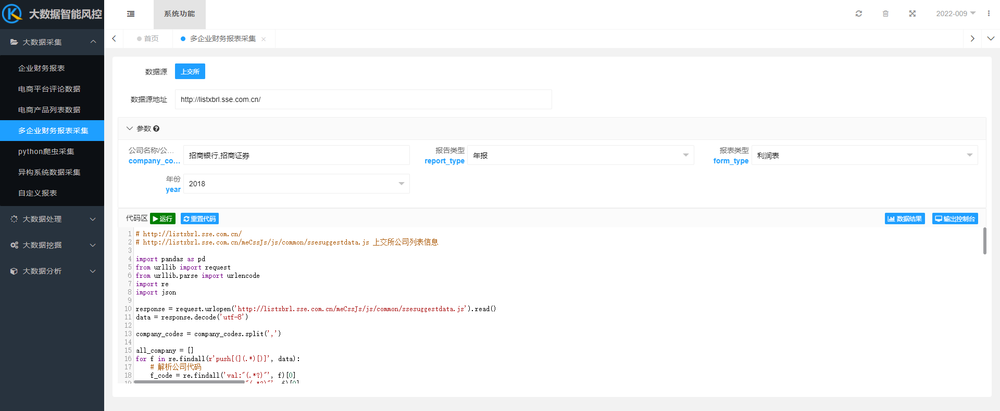 大数据智能风控
系统功能
2022-009
大数据采集
首页
多企业财务报表采集
企业财务报表
电商平台评论数据
电商产品列表数据
多企业财务报表采集
python爬虫采集
异构系统数据采集
自定义报表
大数据处理
大数据挖掘
大数据分析
数据源
上交所
数据源地址
http://listxbrl.sse.com.cn/
参数
公司名称/公...
company_co...
招商银行,招商证券
报告类型
report_type
年报
报表类型
form_type
利润表
年份
year
2018
代码区
运行
重置代码
数据结果
输出控制台
1 # http://listxbrl.sse.com.cn/
2 # http://listxbrl.sse.com.cn/meCssJs/js/common/ssesuggestdata.js 上交所公司列表信息
3
4 import pandas as pd
5 from urllib import request
6 from urllib.parse import urlencode
7 import re
8 import json
9
10 response = request.urlopen('http://listxbrl.sse.com.cn/meCssJs/js/common/ssesuggestdata.js').read()
11 data = response.decode('utf-8')
12
13 company_codes = company_codes.split(',')
14
15 all_company = []
16 for f in re.findall(r'push[(](.*)[)]', data):
17 # 解析公司代码
18 f_code = re.findall('val:"(.*?)"', f)[0]
19